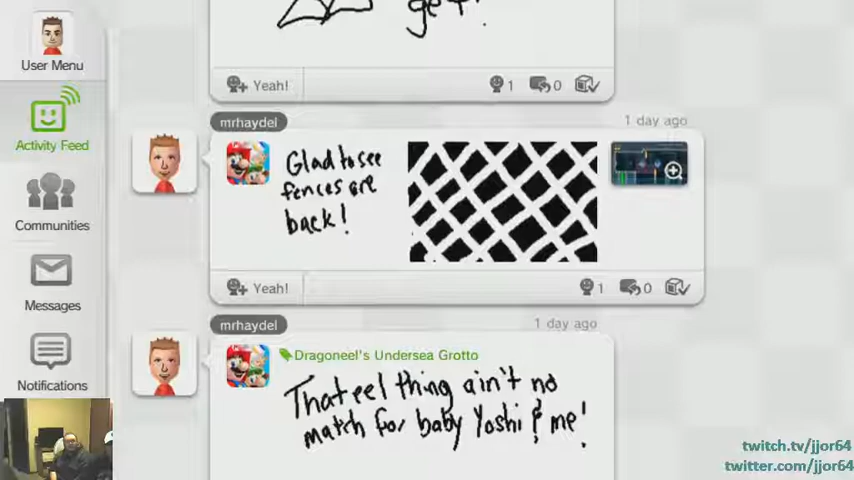 get!
User Menu
Yeah!
1
0
mrhaydel
1 day ago
Activity Feed
Glad to see
fences are
back!
Communities
Yeah!
1
0
Messages
mrhaydel
1 day ago
Dragoneel's Undersea Grotto
Notifications
That eel thing ain't no
match for baby Yoshi & me!
twitch.tv/jjor64
twitter.com/jjor64